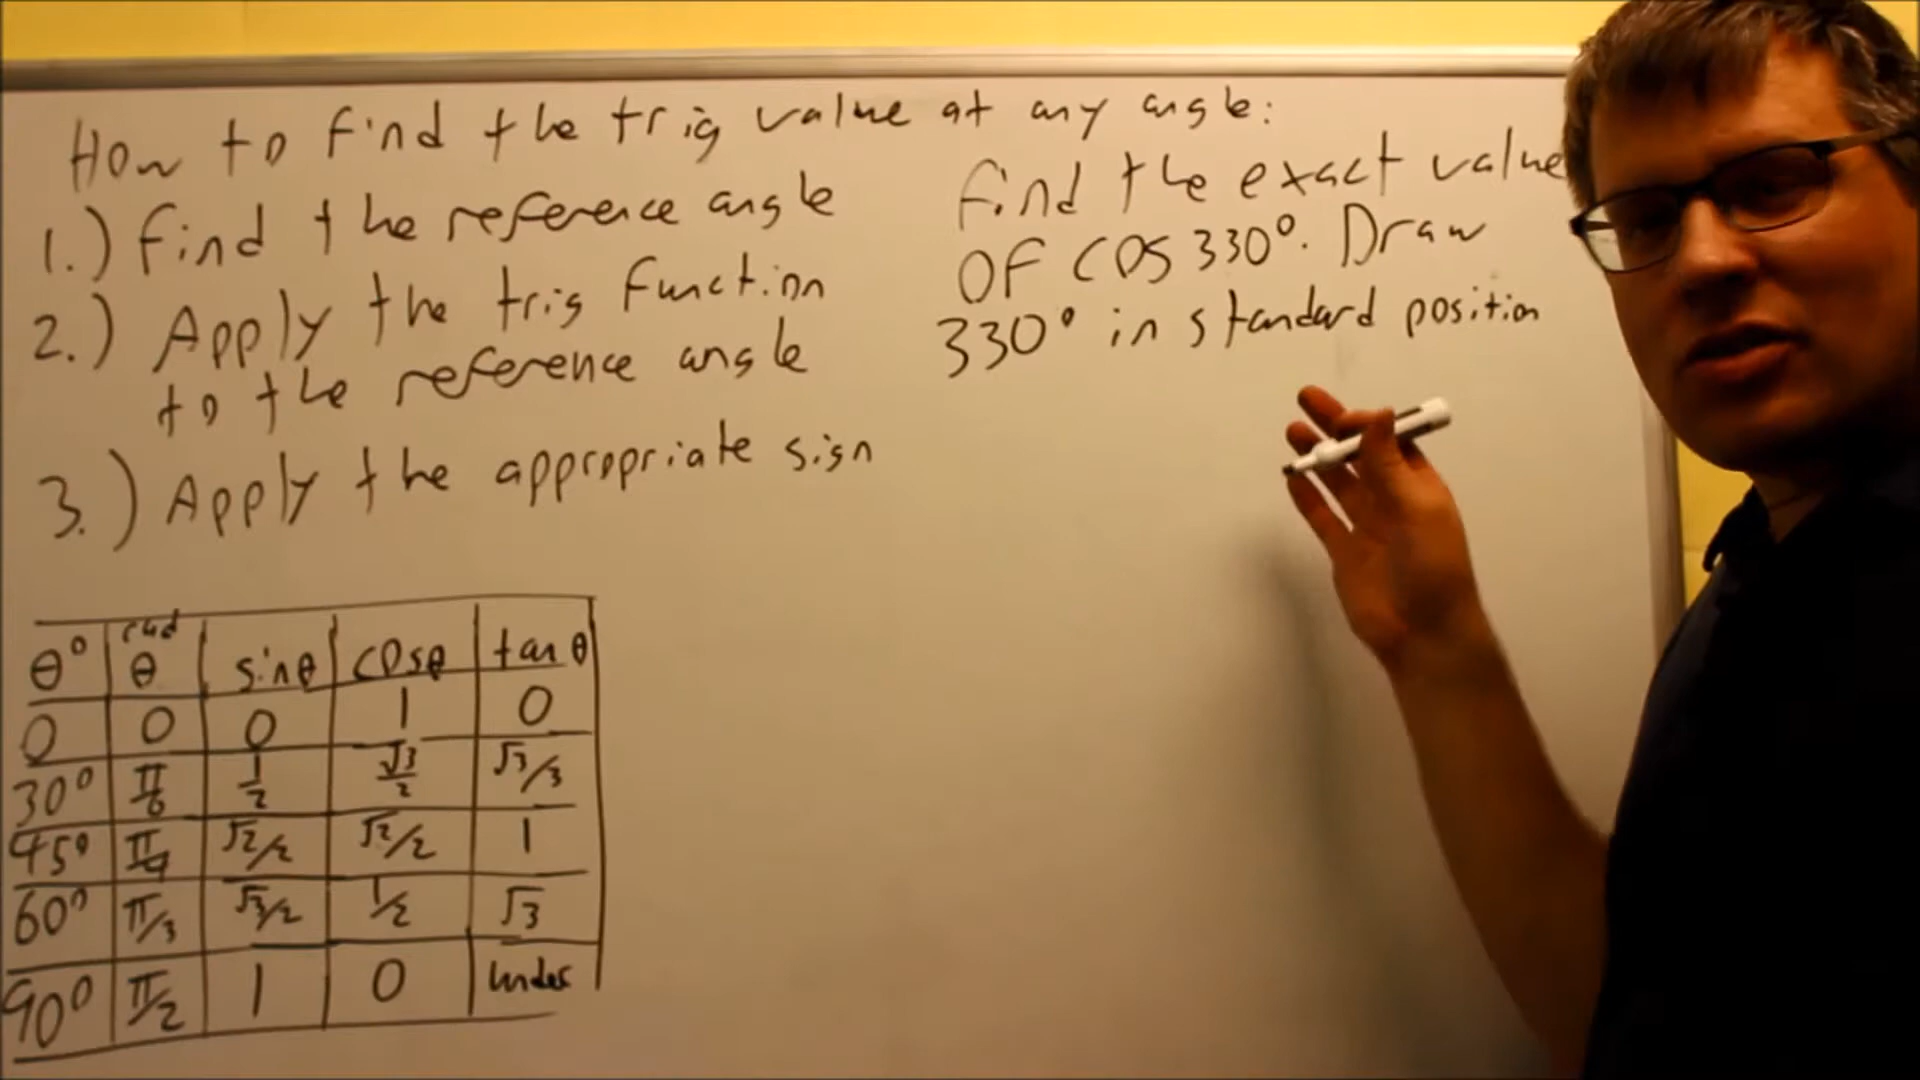 How to find the trig value at any angle:
1.) Find the reference angle
2.) Apply the trig function
to the reference angle
3.) Apply the appropriate sign
Find the exact value
OF cos 330°. Draw
330° in standard position
θ° rad θ sinθ cosθ tanθ
0 0 0 1 0
30° π/6 1/2 √3/2 √3/3
45° π/4 √2/2 √2/2 1
60° π/3 √3/2 1/2 √3
90° π/2 1 0 undef